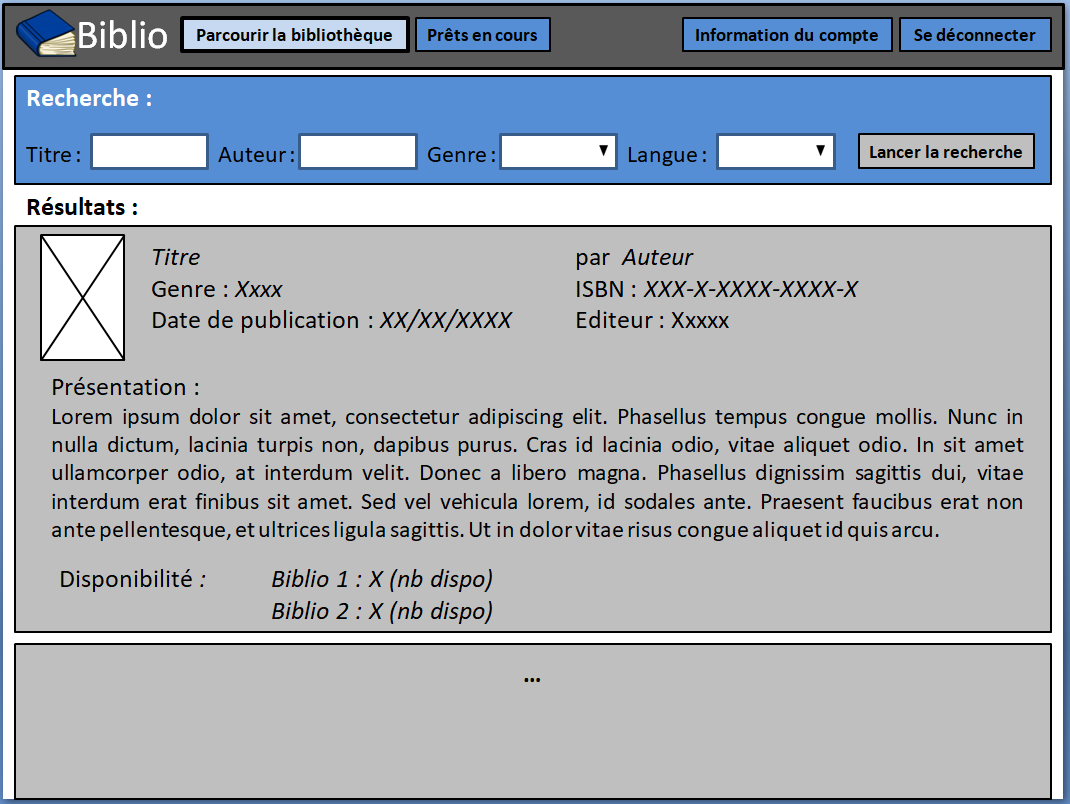 Biblio Parcourir la bibliothèque Prêts en cours Information du compte Se déconnecter
Recherche :
Titre : Auteur : Genre : Langue : Lancer la recherche
Résultats :
Titre par Auteur
Genre : Xxxx ISBN : XXX-X-XXXX-XXXX-X
Date de publication : XX/XX/XXXX Editeur : Xxxxx
Présentation :
Lorem ipsum dolor sit amet, consectetur adipiscing elit. Phasellus tempus congue mollis. Nunc in
nulla dictum, lacinia turpis non, dapibus purus. Cras id lacinia odio, vitae aliquet odio. In sit amet
ullamcorper odio, at interdum velit. Donec a libero magna. Phasellus dignissim sagittis dui, vitae
interdum erat finibus sit amet. Sed vel vehicula lorem, id sodales ante. Praesent faucibus erat non
ante pellentesque, et ultrices ligula sagittis. Ut in dolor vitae risus congue aliquet id quis arcu.
Disponibilité : Biblio 1 : X (nb dispo)
Biblio 2 : X (nb dispo)
...